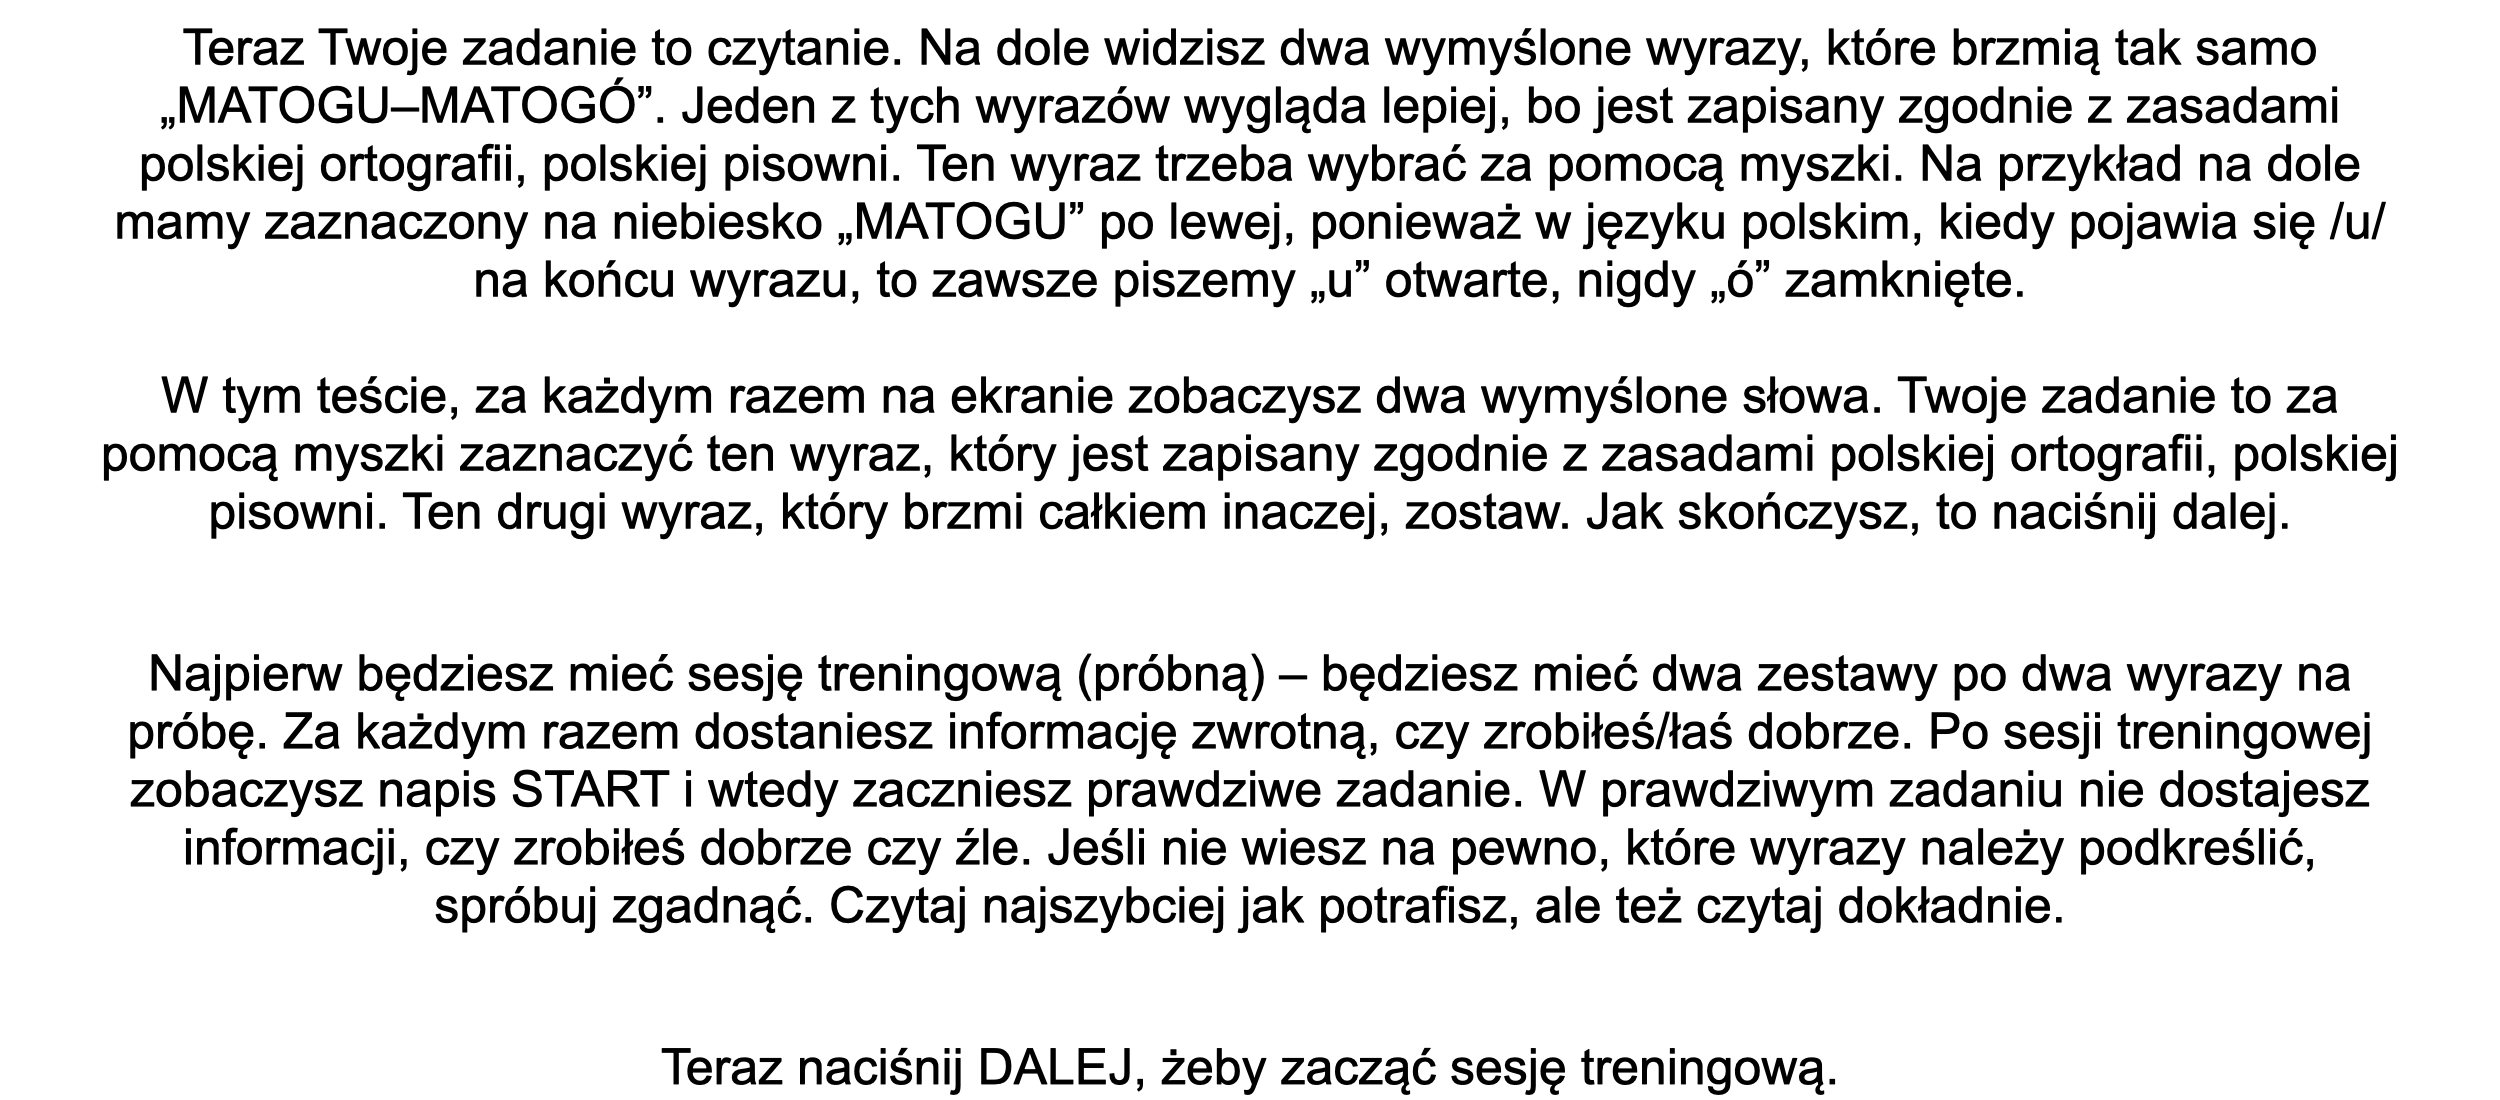 Teraz Twoje zadanie to czytanie. Na dole widzisz dwa wymyślone wyrazy, które brzmią tak samo
„MATOGU–MATOGÓ”. Jeden z tych wyrazów wygląda lepiej, bo jest zapisany zgodnie z zasadami
polskiej ortografii, polskiej pisowni. Ten wyraz trzeba wybrać za pomocą myszki. Na przykład na dole
mamy zaznaczony na niebiesko „MATOGU” po lewej, ponieważ w języku polskim, kiedy pojawia się /u/
na końcu wyrazu, to zawsze piszemy „u” otwarte, nigdy „ó” zamknięte.
W tym teście, za każdym razem na ekranie zobaczysz dwa wymyślone słowa. Twoje zadanie to za
pomocą myszki zaznaczyć ten wyraz, który jest zapisany zgodnie z zasadami polskiej ortografii, polskiej
pisowni. Ten drugi wyraz, który brzmi całkiem inaczej, zostaw. Jak skończysz, to naciśnij dalej.
Najpierw będziesz mieć sesję treningową (próbną) – będziesz mieć dwa zestawy po dwa wyrazy na
próbę. Za każdym razem dostaniesz informację zwrotną, czy zrobiłeś/łaś dobrze. Po sesji treningowej
zobaczysz napis START i wtedy zaczniesz prawdziwe zadanie. W prawdziwym zadaniu nie dostajesz
informacji, czy zrobiłeś dobrze czy źle. Jeśli nie wiesz na pewno, które wyrazy należy podkreślić,
spróbuj zgadnąć. Czytaj najszybciej jak potrafisz, ale też czytaj dokładnie.
Teraz naciśnij DALEJ, żeby zacząć sesję treningową.